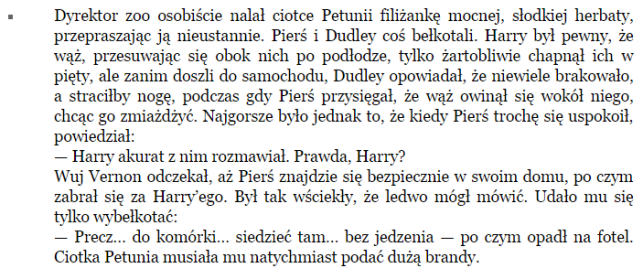 ▪ Dyrektor zoo osobiście nalał ciotce Petunii filiżankę mocnej, słodkiej herbaty,
przepraszając ją nieustannie. Pierś i Dudley coś bełkotali. Harry był pewny, że
wąż, przesuwając się obok nich po podłodze, tylko żartobliwie chapnął ich w
pięty, ale zanim doszli do samochodu, Dudley opowiadał, że niewiele brakowało,
a straciłby nogę, podczas gdy Pierś przysięgał, że wąż owinął się wokół niego,
chcąc go zmiażdżyć. Najgorsze było jednak to, że kiedy Pierś trochę się uspokoił,
powiedział:
— Harry akurat z nim rozmawiał. Prawda, Harry?
Wuj Vernon odczekał, aż Pierś znajdzie się bezpiecznie w swoim domu, po czym
zabrał się za Harry’ego. Był tak wściekły, że ledwo mógł mówić. Udało mu się
tylko wybełkotać:
— Precz... do komórki... siedzieć tam... bez jedzenia — po czym opadł na fotel.
Ciotka Petunia musiała mu natychmiast podać dużą brandy.